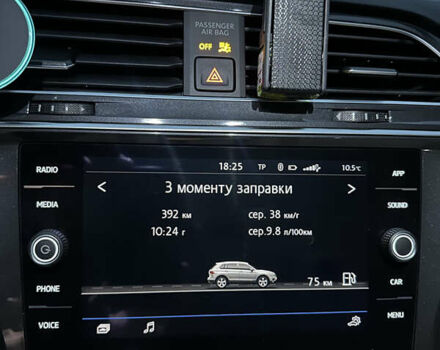 PASSENGER
AIR BAG
OFF
18:25 TP 10.5°C
RADIO
APP
< З моменту заправки >
MEDIA
SOUND
392 км сер. 38 км/г
10:24 г сер.9.8 л/100км
PHONE
75 км
CAR
VOICE
MENU